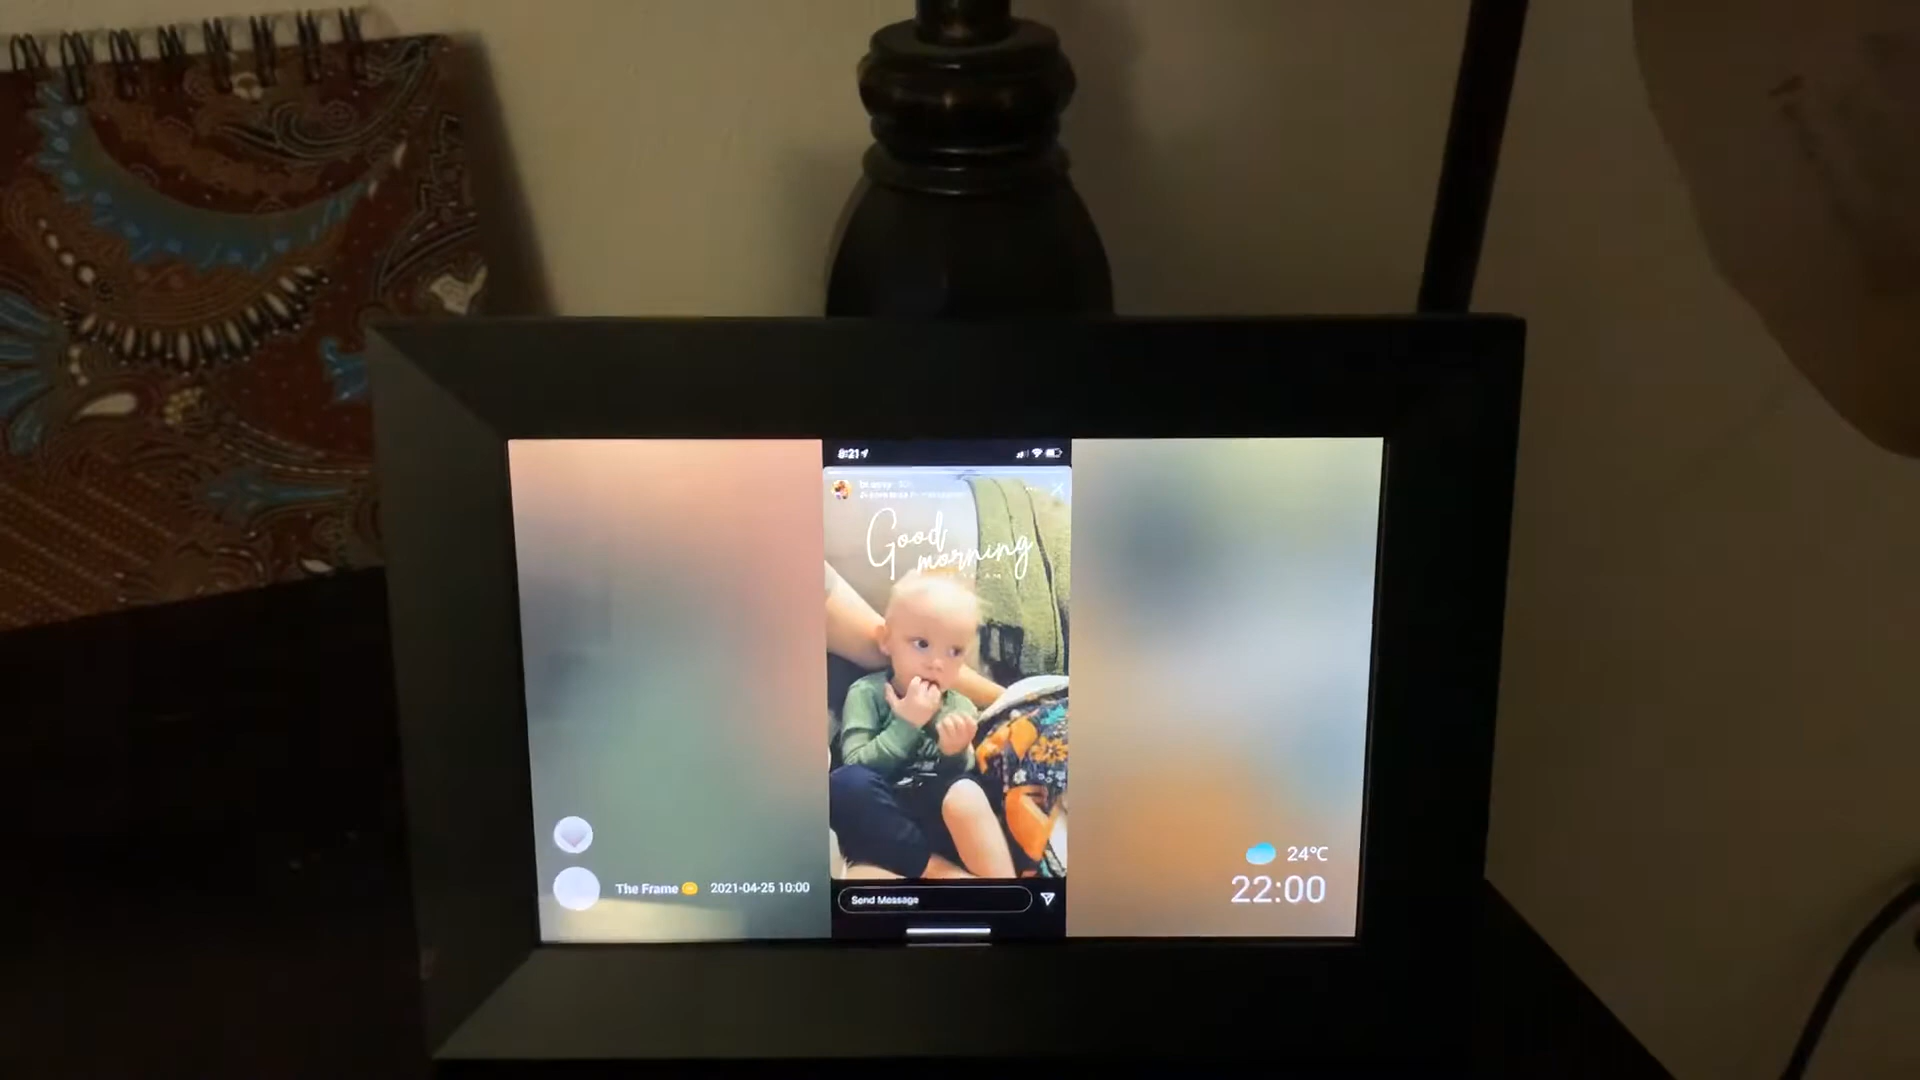 8:21
Good
morning
Send Message
The Frame 2021-04-25 10:00
24°C
22:00